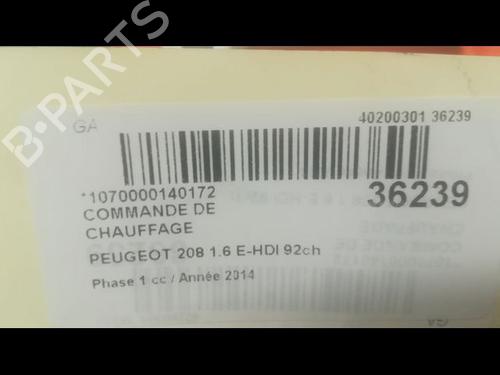 B-PARTS
GA
40200301 36239
*1070000140172
36239
COMMANDE DE
CHAUFFAGE
PEUGEOT 208 1.6 E-HDI 92ch
Phase 1 cc / Année 2014